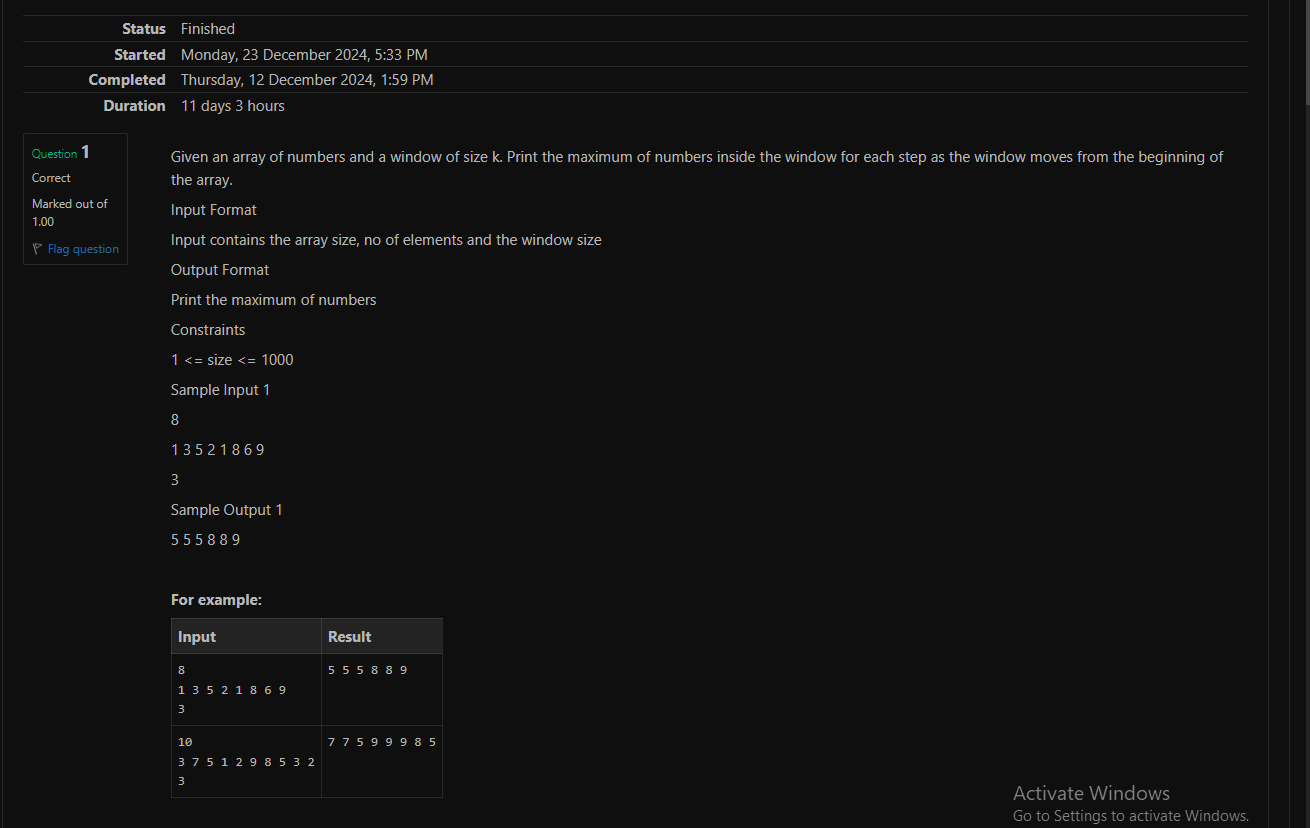 Status Finished
Started Monday, 23 December 2024, 5:33 PM
Completed Thursday, 12 December 2024, 1:59 PM
Duration 11 days 3 hours
Question 1
Correct
Marked out of
1.00
Flag question
Given an array of numbers and a window of size k. Print the maximum of numbers inside the window for each step as the window moves from the beginning of
the array.
Input Format
Input contains the array size, no of elements and the window size
Output Format
Print the maximum of numbers
Constraints
1 <= size <= 1000
Sample Input 1
8
1 3 5 2 1 8 6 9
3
Sample Output 1
5 5 5 8 8 9
For example:
Input Result
8 5 5 5 8 8 9
1 3 5 2 1 8 6 9
3
10 7 7 5 9 9 9 8 5
3 7 5 1 2 9 8 5 3 2
3
Activate Windows
Go to Settings to activate Windows.